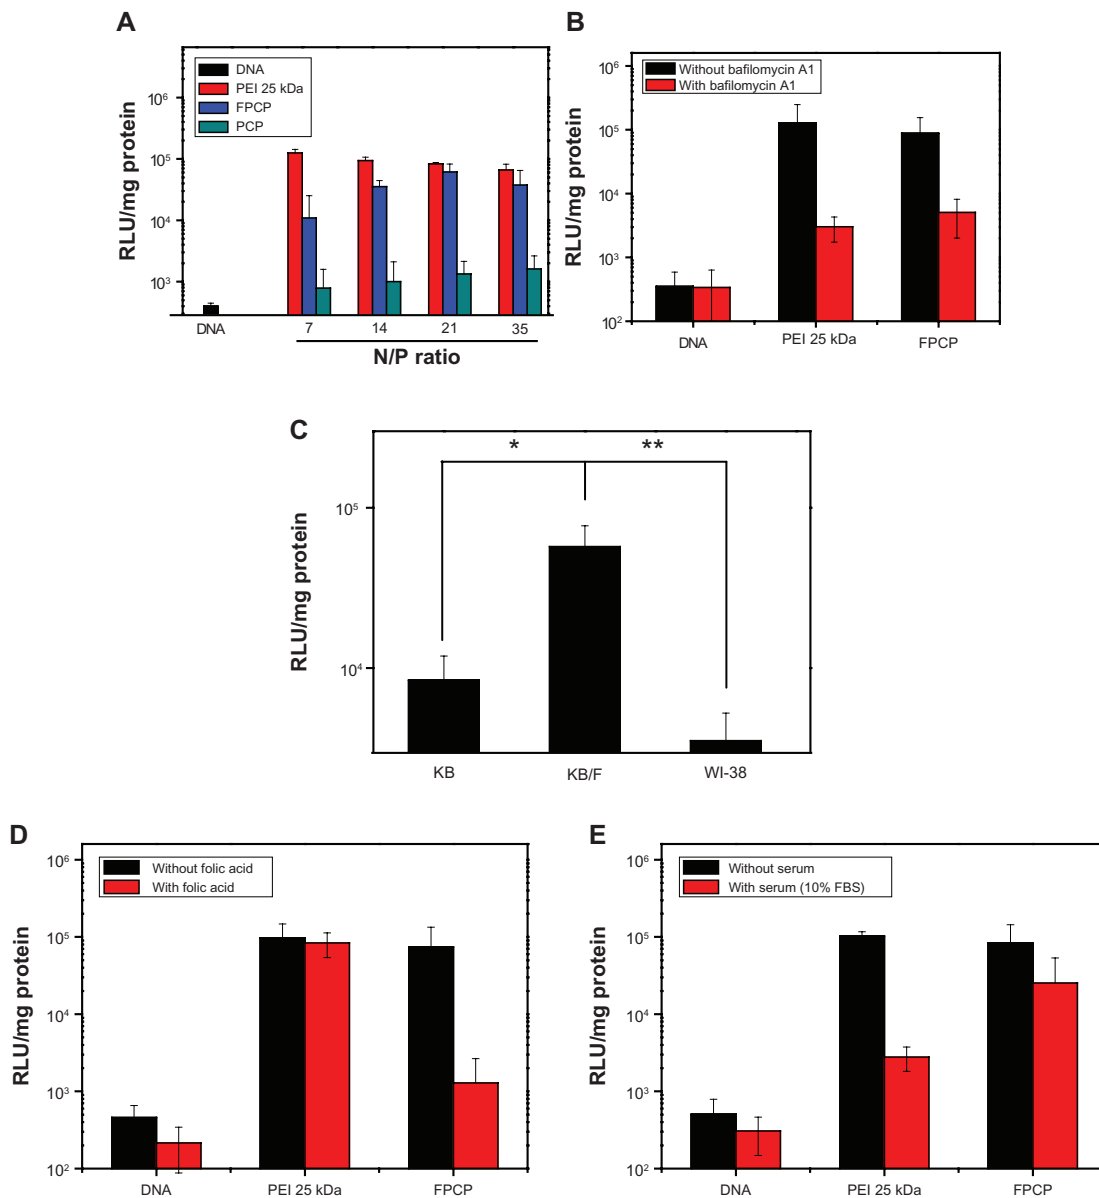 A
DNA
PEI 25 kDa
FPCP
PCP
RLU/mg protein
10⁶
10⁵
10⁴
10³
DNA
7 14 21 35
N/P ratio
B
Without bafilomycin A1
With bafilomycin A1
RLU/mg protein
10⁶
10⁵
10⁴
10³
10²
DNA PEI 25 kDa FPCP
C
* **
RLU/mg protein
10⁵
10⁴
KB KB/F WI-38
D
Without folic acid
With folic acid
RLU/mg protein
10⁶
10⁵
10⁴
10³
10²
DNA PEI 25 kDa FPCP
E
Without serum
With serum (10% FBS)
RLU/mg protein
10⁶
10⁵
10⁴
10³
10²
DNA PEI 25 kDa FPCP